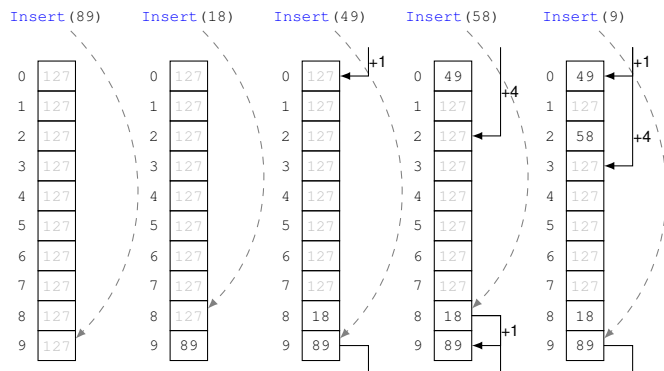 Insert(89) Insert(18) Insert(49) Insert(58) Insert(9)
+1
0 127 0 127 0 127 0 49 0 49
+4
1 127 1 127 1 127 1 127 1 127
2 127 2 127 2 127 2 127 2 58
+4
3 127 3 127 3 127 3 127 3 127
4 127 4 127 4 127 4 127 4 127
5 127 5 127 5 127 5 127 5 127
6 127 6 127 6 127 6 127 6 127
7 127 7 127 7 127 7 127 7 127
8 127 8 127 8 18 8 18 8 18
+1
9 127 9 89 9 89 9 89 9 89